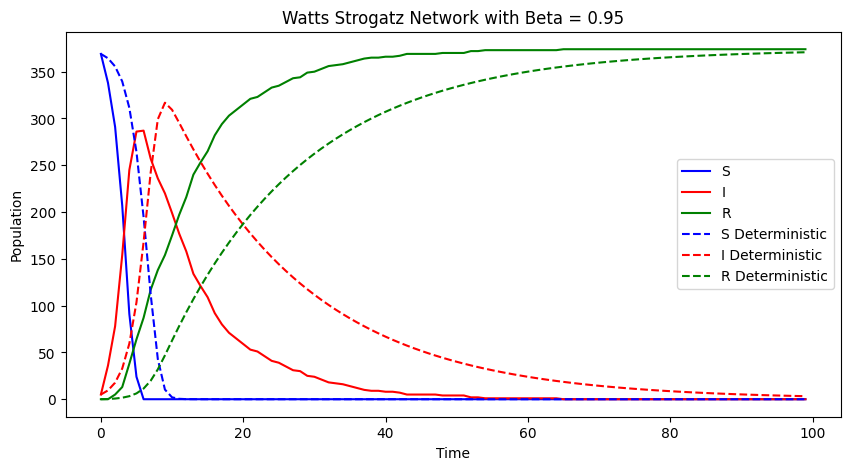 Watts Strogatz Network with Beta = 0.95
Population
350
300
250
200
150
100
50
0
S
I
R
S Deterministic
I Deterministic
R Deterministic
0 20 40 60 80 100
Time